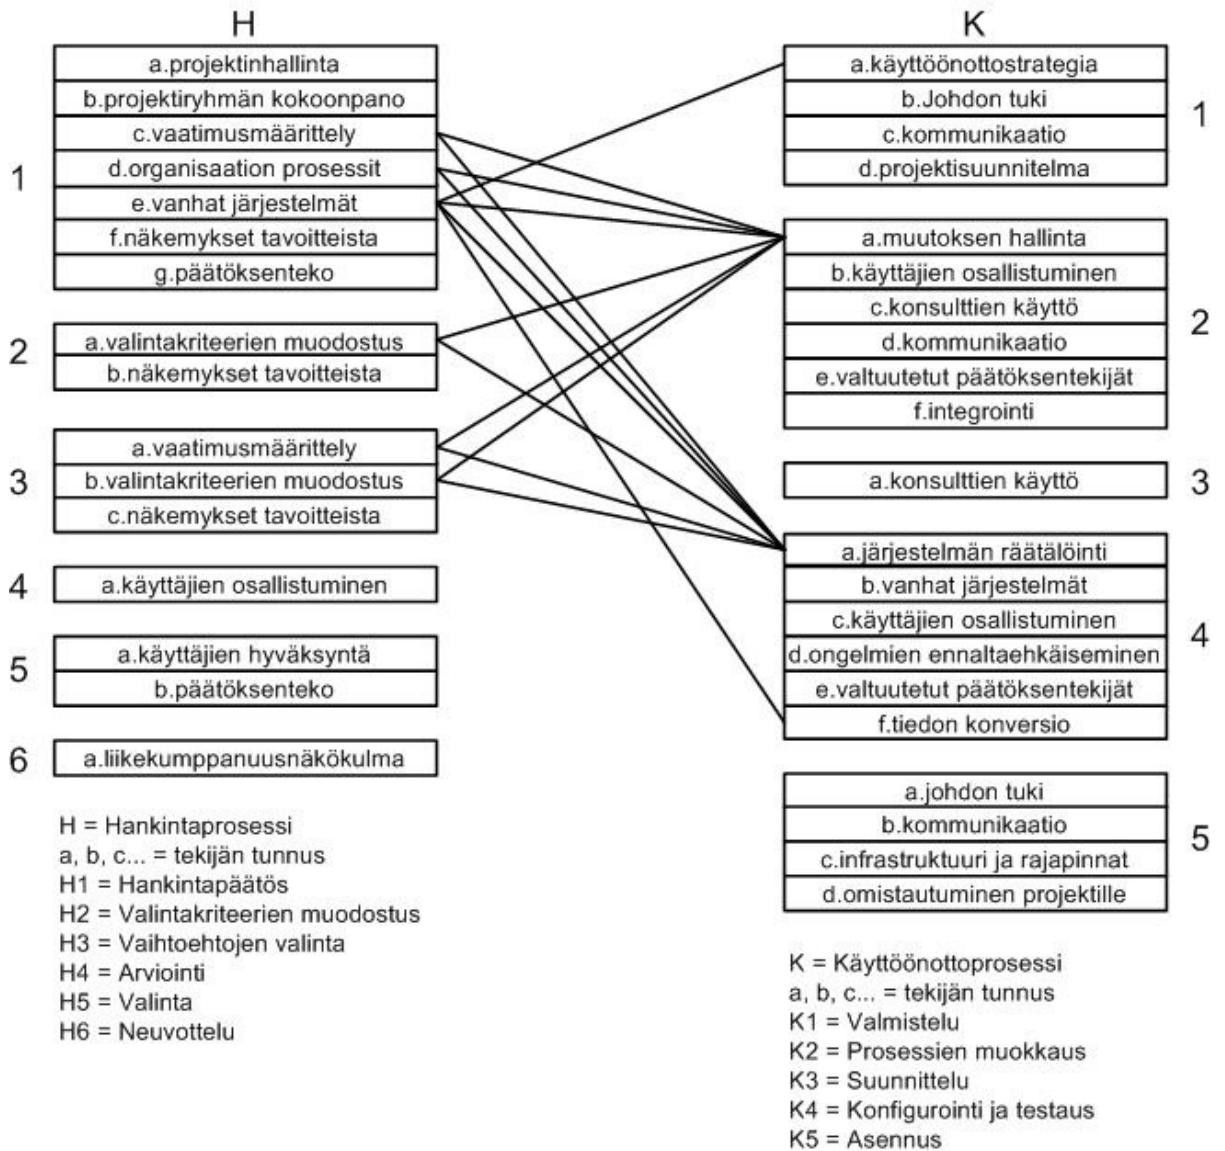 H
1
a.projektinhallinta
b.projektiryhmän kokoonpano
c.vaatimusmäärittely
d.organisaation prosessit
e.vanhat järjestelmät
f.näkemykset tavoitteista
g.päätöksenteko
2
a.valintakriteerien muodostus
b.näkemykset tavoitteista
3
a.vaatimusmäärittely
b.valintakriteerien muodostus
c.näkemykset tavoitteista
4
a.käyttäjien osallistuminen
5
a.käyttäjien hyväksyntä
b.päätöksenteko
6
a.liikekumppanuusnäkökulma
H = Hankintaprosessi
a, b, c... = tekijän tunnus
H1 = Hankintapäätös
H2 = Valintakriteerien muodostus
H3 = Vaihtoehtojen valinta
H4 = Arviointi
H5 = Valinta
H6 = Neuvottelu
K
a.käyttöönottostrategia
b.Johdon tuki
c.kommunikaatio
d.projektisuunnitelma
1
a.muutoksen hallinta
b.käyttäjien osallistuminen
c.konsulttien käyttö
d.kommunikaatio
e.valtuutetut päätöksentekijät
f.integrointi
2
a.konsulttien käyttö
3
a.järjestelmän räätälöinti
b.vanhat järjestelmät
c.käyttäjien osallistuminen
d.ongelmien ennaltaehkäiseminen
e.valtuutetut päätöksentekijät
f.tiedon konversio
4
a.johdon tuki
b.kommunikaatio
c.infrastruktuuri ja rajapinnat
d.omistautuminen projektille
5
K = Käyttöönottoprosessi
a, b, c... = tekijän tunnus
K1 = Valmistelu
K2 = Prosessien muokkaus
K3 = Suunnittelu
K4 = Konfigurointi ja testaus
K5 = Asennus